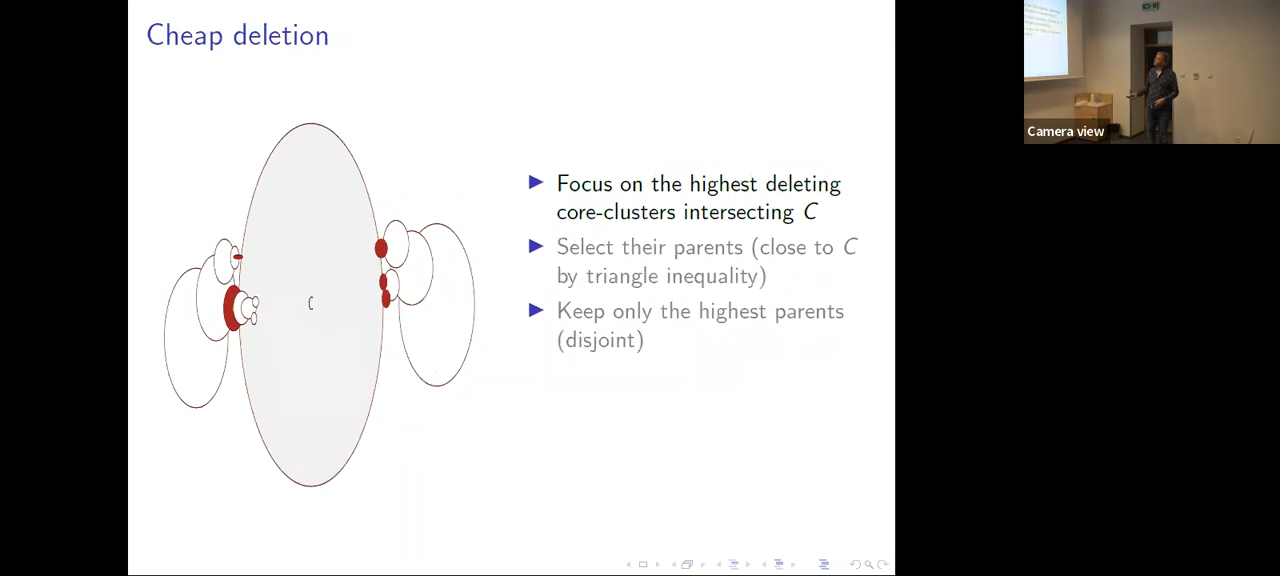 Cheap deletion
Focus on the highest deleting
core-clusters intersecting C
Select their parents (close to C
by triangle inequality)
Keep only the highest parents
(disjoint)
C
Camera view